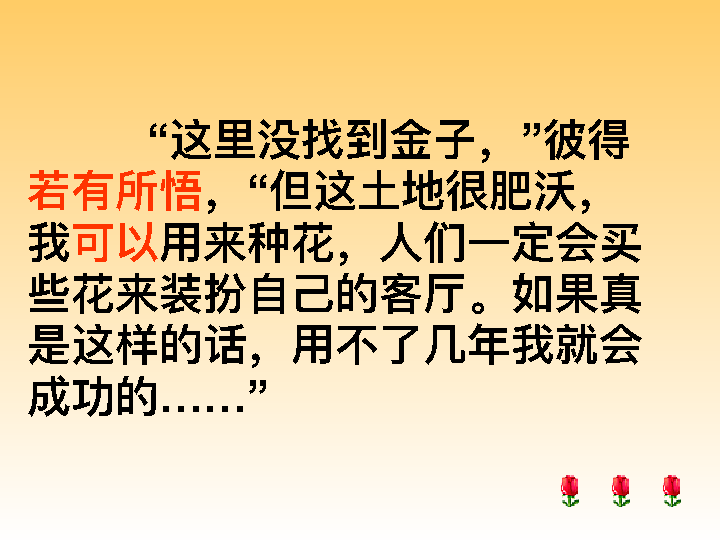 “这里没找到金子，”彼得
若有所悟，“但这土地很肥沃，
我可以用来种花，人们一定会买
些花来装扮自己的客厅。如果真
是这样的话，用不了几年我就会
成功的……”